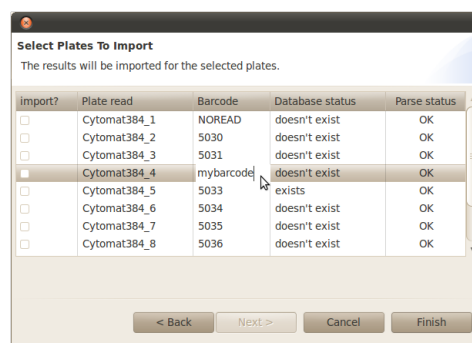 Select Plates To Import
The results will be imported for the selected plates.
import? Plate read Barcode Database status Parse status
Cytomat384_1 NOREAD doesn't exist OK
Cytomat384_2 5030 doesn't exist OK
Cytomat384_3 5031 doesn't exist OK
Cytomat384_4 mybarcode doesn't exist OK
Cytomat384_5 5033 exists OK
Cytomat384_6 5034 doesn't exist OK
Cytomat384_7 5035 doesn't exist OK
Cytomat384_8 5036 doesn't exist OK
< Back Next > Cancel Finish